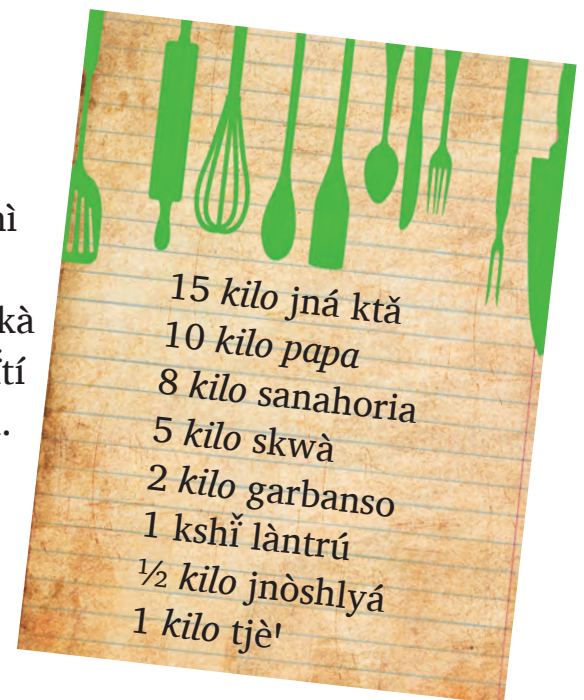 15 kilo jná ktǎ
10 kilo papa
8 kilo sanahoria
5 kilo skwà
2 kilo garbanso
1 kshḯ làntrú
½ kilo jnòshlyá
1 kilo tjè'